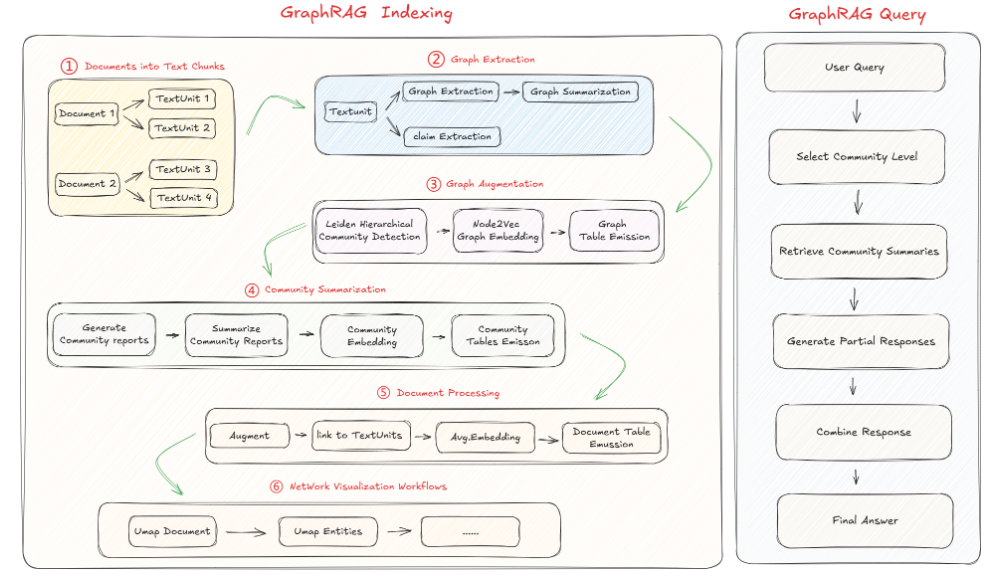 GraphRAG Indexing
GraphRAG Query
① Documents into Text Chunks
Document 1
TextUnit 1
TextUnit 2
Document 2
TextUnit 3
TextUnit 4
② Graph Extraction
Textunit
Graph Extraction
Graph Summarization
claim Extraction
③ Graph Augmentation
Leiden Hierarchical
Community Detection
Node2Vec
Graph Embedding
Graph
Table Emission
④ Community Summarization
Generate
Community reports
Summarize
Community Reports
Community
Embedding
Community
Tables Emisson
⑤ Document Processing
Augment
link to TextUnits
Avg.Embedding
Document Table
Emussion
⑥ NetWork Visualization Workflows
Umap Document
Umap Entities
......
User Query
Select Community Level
Retrieve Community Summaries
Generate Partial Responses
Combine Response
Final Answer